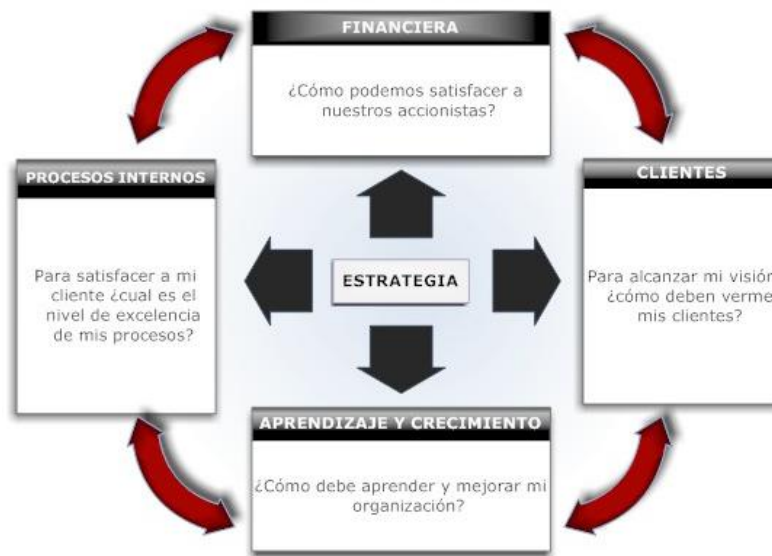 FINANCIERA
¿Cómo podemos satisfacer a
nuestros accionistas?
PROCESOS INTERNOS
Para satisfacer a mi
cliente ¿cual es el
nivel de excelencia
de mis procesos?
ESTRATEGIA
CLIENTES
Para alcanzar mi visión
¿cómo deben verme
mis clientes?
APRENDIZAJE Y CRECIMIENTO
¿Cómo debe aprender y mejorar mi
organización?